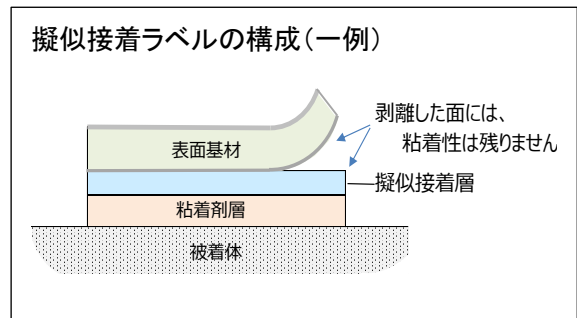 擬似接着ラベルの構成(一例)
剥離した面には、
粘着性は残りません
表面基材
擬似接着層
粘着剤層
被着体